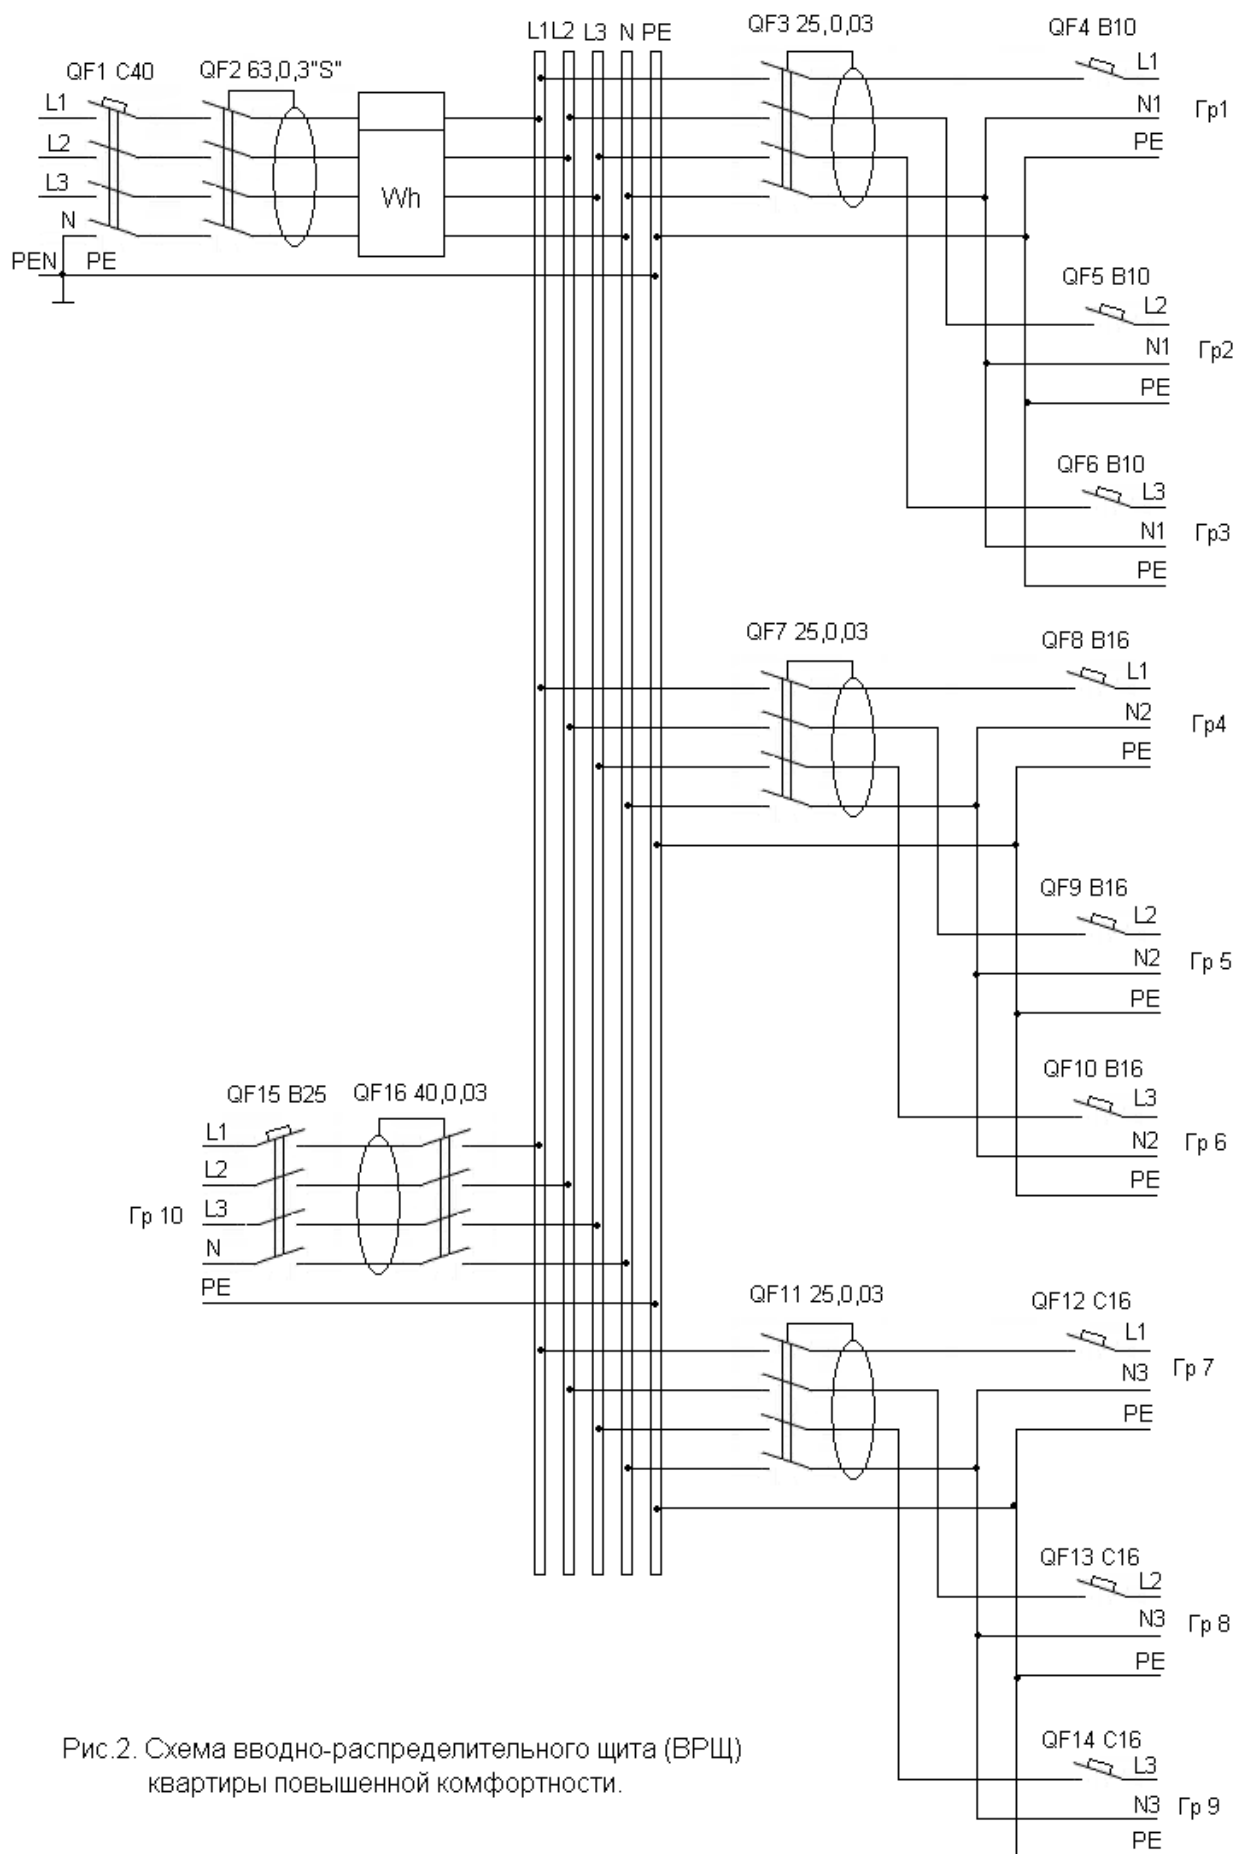 L1 L2 L3 N PE
QF1 C40
QF2 63,0,3"S"
L1
L2
L3
N
PEN PE
Wh
QF3 25,0,03
QF4 B10
L1
N1
PE
Гр1
QF5 B10
L2
N1
PE
Гр2
QF6 B10
L3
N1
PE
Гр3
QF7 25,0,03
QF8 B16
L1
N2
PE
Гр4
QF9 B16
L2
N2
PE
Гр 5
QF10 B16
L3
N2
PE
Гр 6
QF15 B25
QF16 40,0,03
L1
L2
L3
N
PE
Гр 10
QF11 25,0,03
QF12 C16
L1
N3
PE
Гр 7
QF13 C16
L2
N3
PE
Гр 8
QF14 C16
L3
N3
PE
Гр 9
Рис.2. Схема вводно-распределительного щита (ВРЩ)
квартиры повышенной комфортности.